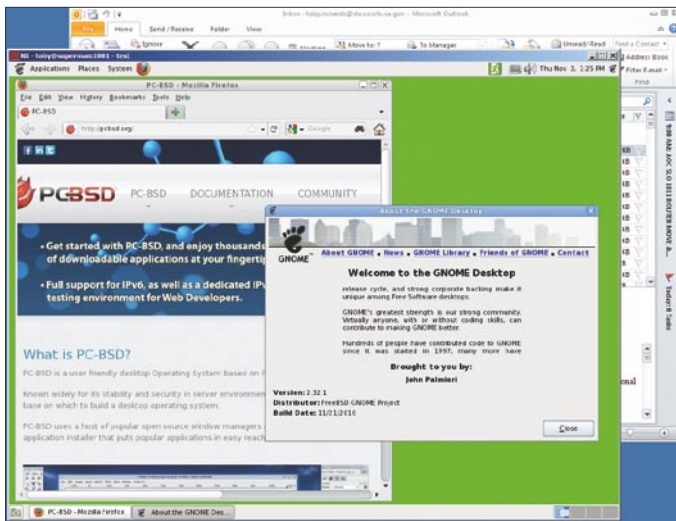 File Home Send / Receive Folder View
Ignore Move to: ? To Manager Unread/Read Find a Contact
Address Book
Filter E-mail
Find
Applications Places System
Thu Nov 3, 1:25 PM
PC-BSD - Mozilla Firefox
File Edit View History Bookmarks Tools Help
PC-BSD
http://pcbsd.org/
Google
PCBSD PC-BSD DOCUMENTATION COMMUNITY
• Get started with PC-BSD, and enjoy thousands
of downloadable applications at your fingertip
• Full support for IPv6, as well as a dedicated IPv
testing environment for Web Developers.
What is PC-BSD?
PC-BSD is a user friendly desktop Operating System based on
Known widely for its stability and security in server environmen
base on which to build a desktop operating system.
PC-BSD uses a host of popular open source window managers
application installer that puts popular applications in easy reach
About the GNOME Desktop
GNOME
About GNOME • News • GNOME Library • Friends of GNOME • Contact
Welcome to the GNOME Desktop
release cycle, and strong corporate backing make it
unique among Free Software desktops.
GNOME's greatest strength is our strong community.
Virtually anyone, with or without coding skills, can
contribute to making GNOME better.
Hundreds of people have contributed code to GNOME
since it was started in 1997; many more have
Brought to you by:
John Palmieri
Version: 2.32.1
Distributor: FreeBSD GNOME Project
Build Date: 11/21/2010
Close
Today: 0 Tasks
PC-BSD - Mozilla Firefox
About the GNOME Des...